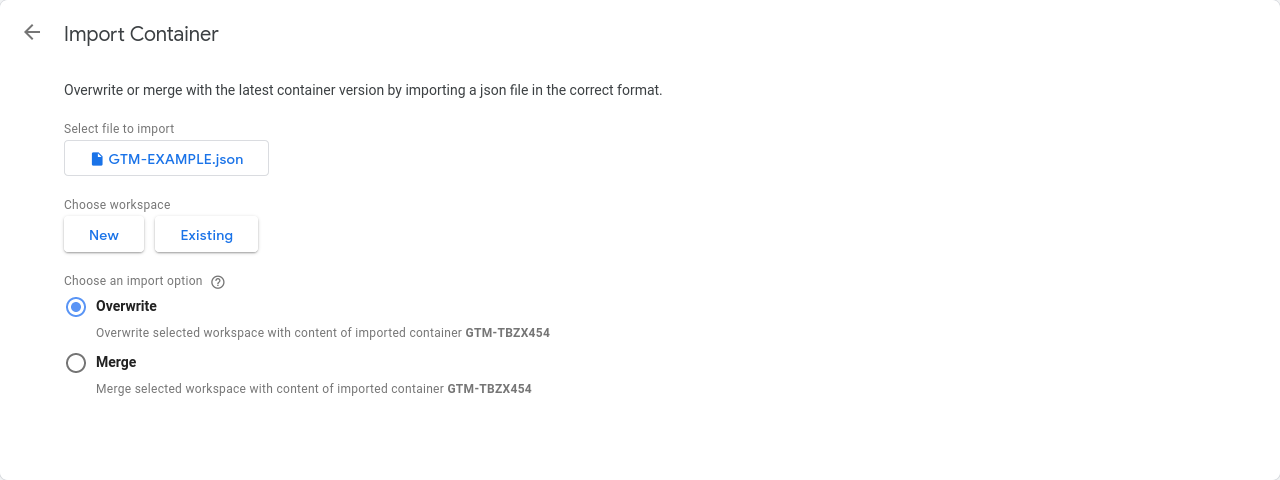 Import Container
Overwrite or merge with the latest container version by importing a json file in the correct format.
Select file to import
GTM-EXAMPLE.json
Choose workspace
New Existing
Choose an import option ?
Overwrite
Overwrite selected workspace with content of imported container GTM-TBZX454
Merge
Merge selected workspace with content of imported container GTM-TBZX454